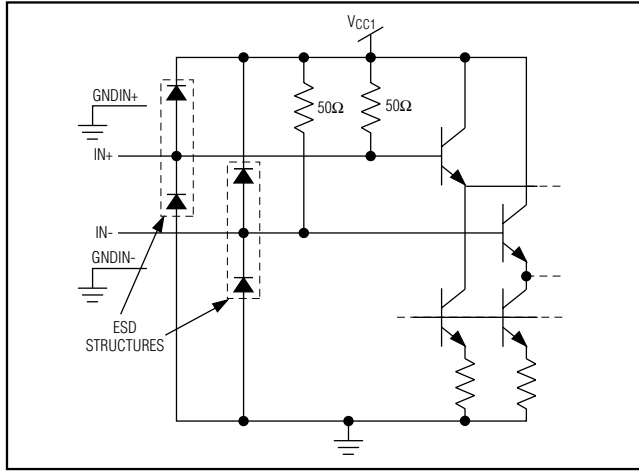 VCC1
GNDIN+
50Ω
50Ω
IN+
IN-
GNDIN-
ESD
STRUCTURES